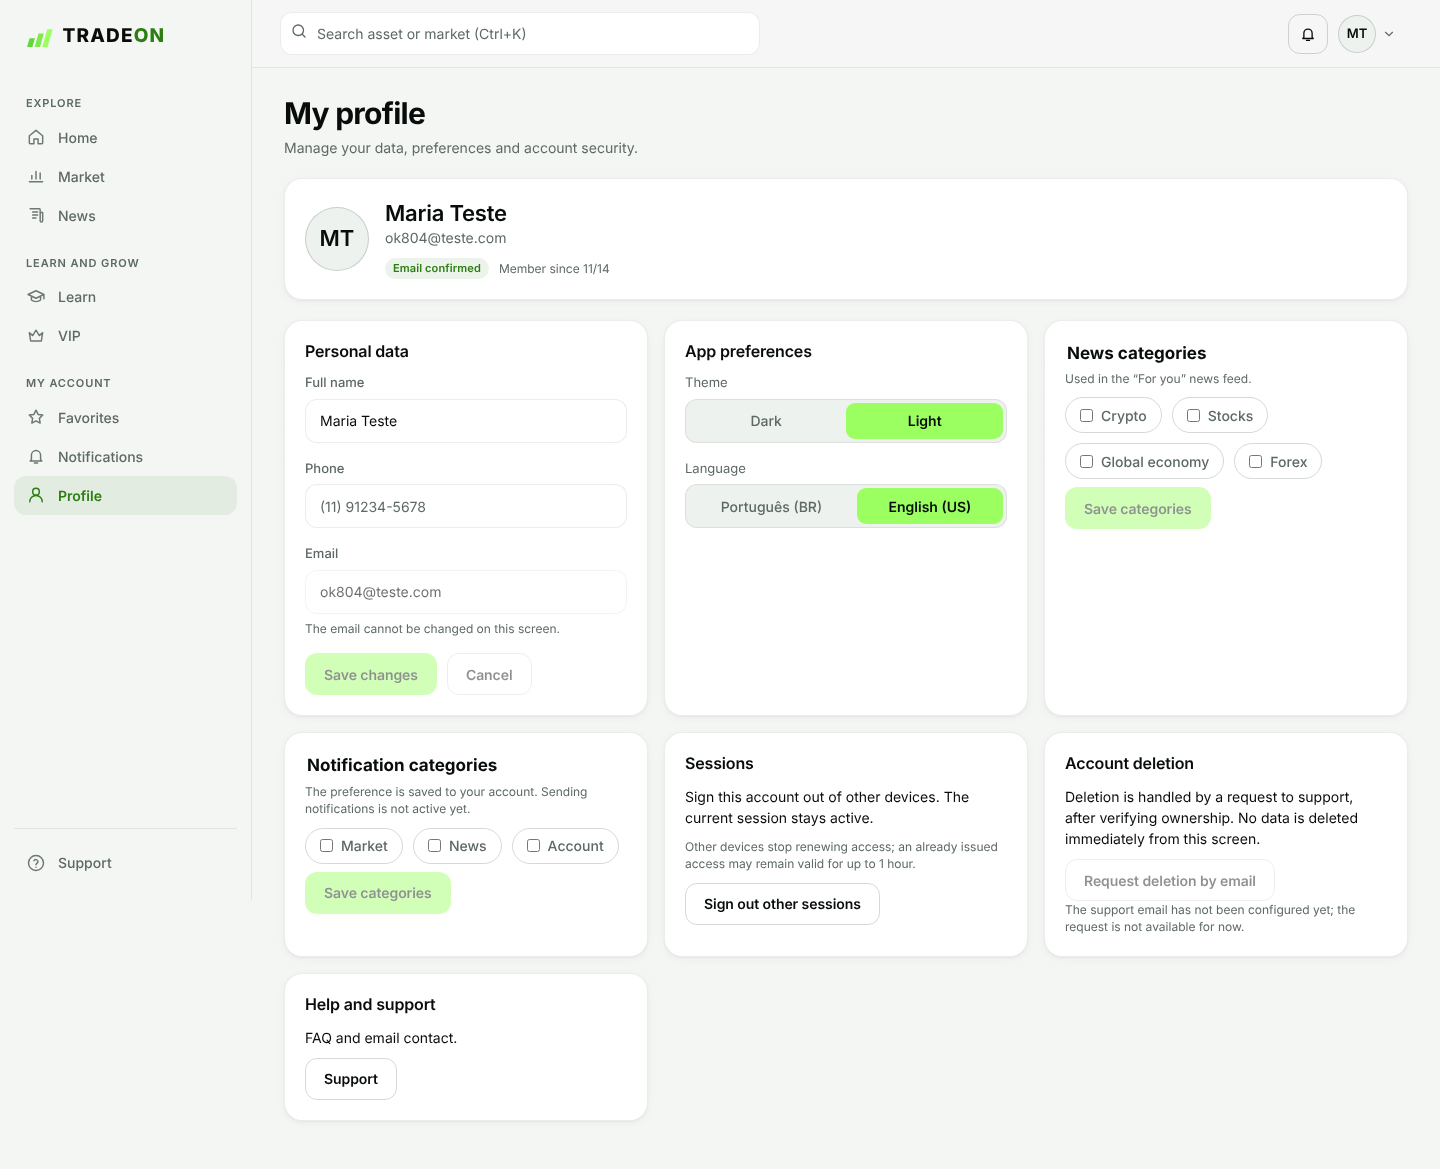 TRADEON
Search asset or market (Ctrl+K)
MT
EXPLORE
Home
Market
News
LEARN AND GROW
Learn
VIP
MY ACCOUNT
Favorites
Notifications
Profile
Support
My profile
Manage your data, preferences and account security.
MT
Maria Teste
ok804@teste.com
Email confirmed
Member since 11/14
Personal data
Full name
Maria Teste
Phone
(11) 91234-5678
Email
ok804@teste.com
The email cannot be changed on this screen.
Save changes
Cancel
App preferences
Theme
Dark
Light
Language
Português (BR)
English (US)
News categories
Used in the “For you” news feed.
Crypto
Stocks
Global economy
Forex
Save categories
Notification categories
The preference is saved to your account. Sending
notifications is not active yet.
Market
News
Account
Save categories
Sessions
Sign this account out of other devices. The
current session stays active.
Other devices stop renewing access; an already issued
access may remain valid for up to 1 hour.
Sign out other sessions
Account deletion
Deletion is handled by a request to support,
after verifying ownership. No data is deleted
immediately from this screen.
Request deletion by email
The support email has not been configured yet; the
request is not available for now.
Help and support
FAQ and email contact.
Support